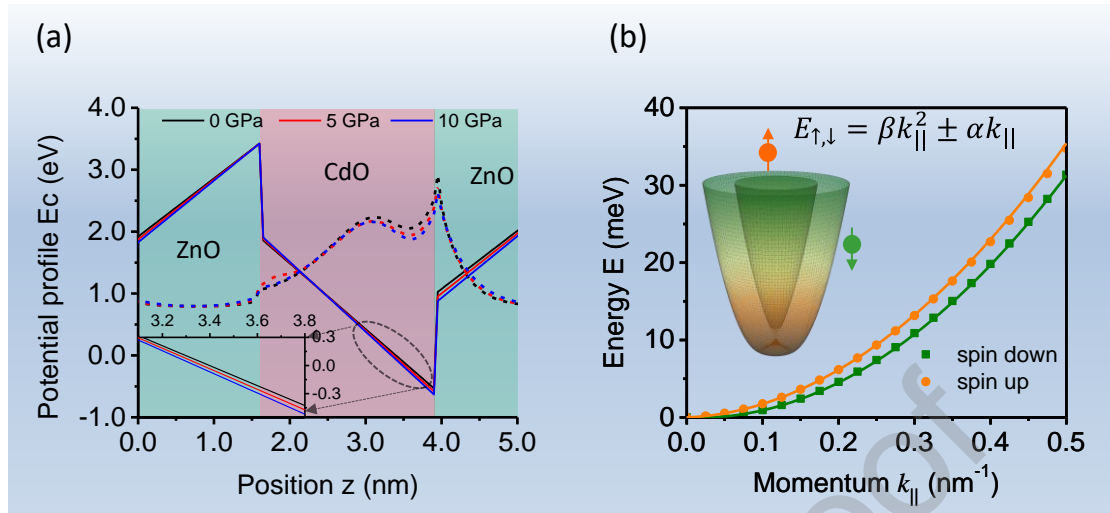 (a)
4.0
3.0
2.0
1.0
0.0
-1.0
Potential profile Ec (eV)
0 GPa 5 GPa 10 GPa
ZnO
CdO
ZnO
3.2 3.4 3.6 3.8
0.3
0.0
-0.3
0.0 1.0 2.0 3.0 4.0 5.0
Position z (nm)
(b)
40
30
20
10
0
Energy E (meV)
E↑,↓ = βk||² ± αk||
spin down
spin up
0.0 0.1 0.2 0.3 0.4 0.5
Momentum k|| (nm⁻¹)